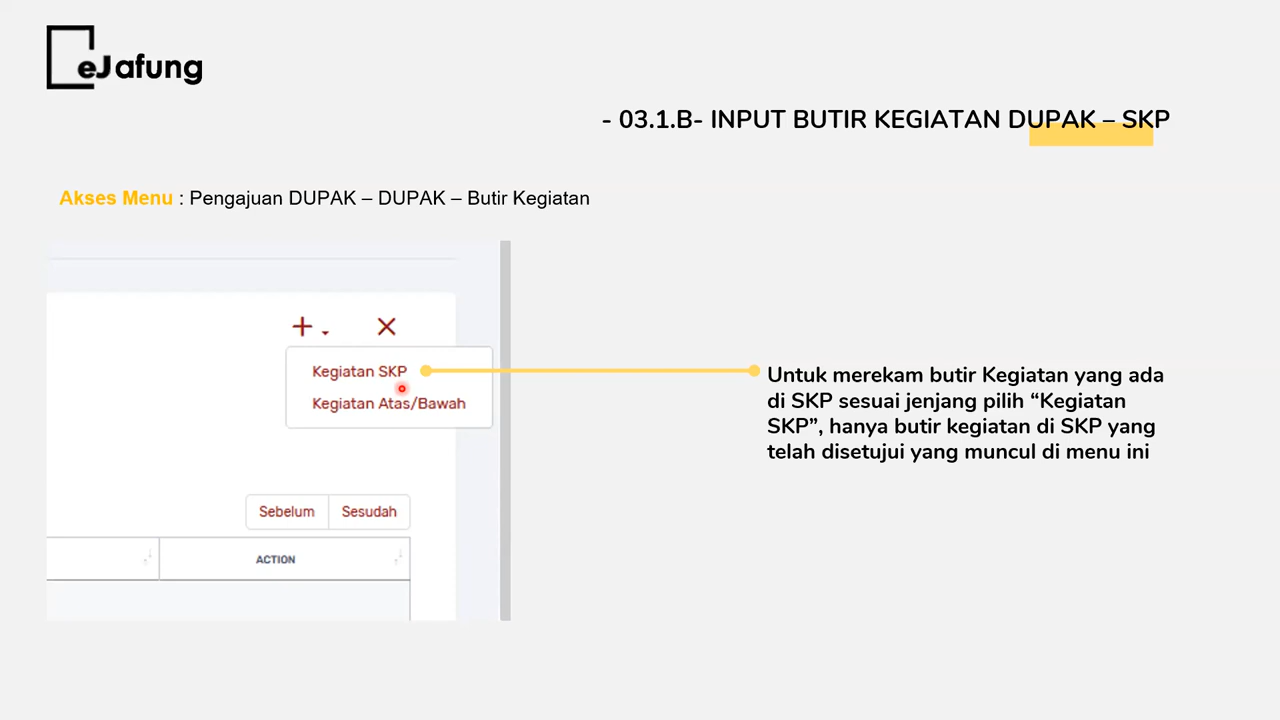 eJafung
- 03.1.B- INPUT BUTIR KEGIATAN DUPAK – SKP
Akses Menu : Pengajuan DUPAK – DUPAK – Butir Kegiatan
Kegiatan SKP
Kegiatan Atas/Bawah
Sebelum Sesudah
ACTION
Untuk merekam butir Kegiatan yang ada
di SKP sesuai jenjang pilih “Kegiatan
SKP”, hanya butir kegiatan di SKP yang
telah disetujui yang muncul di menu ini